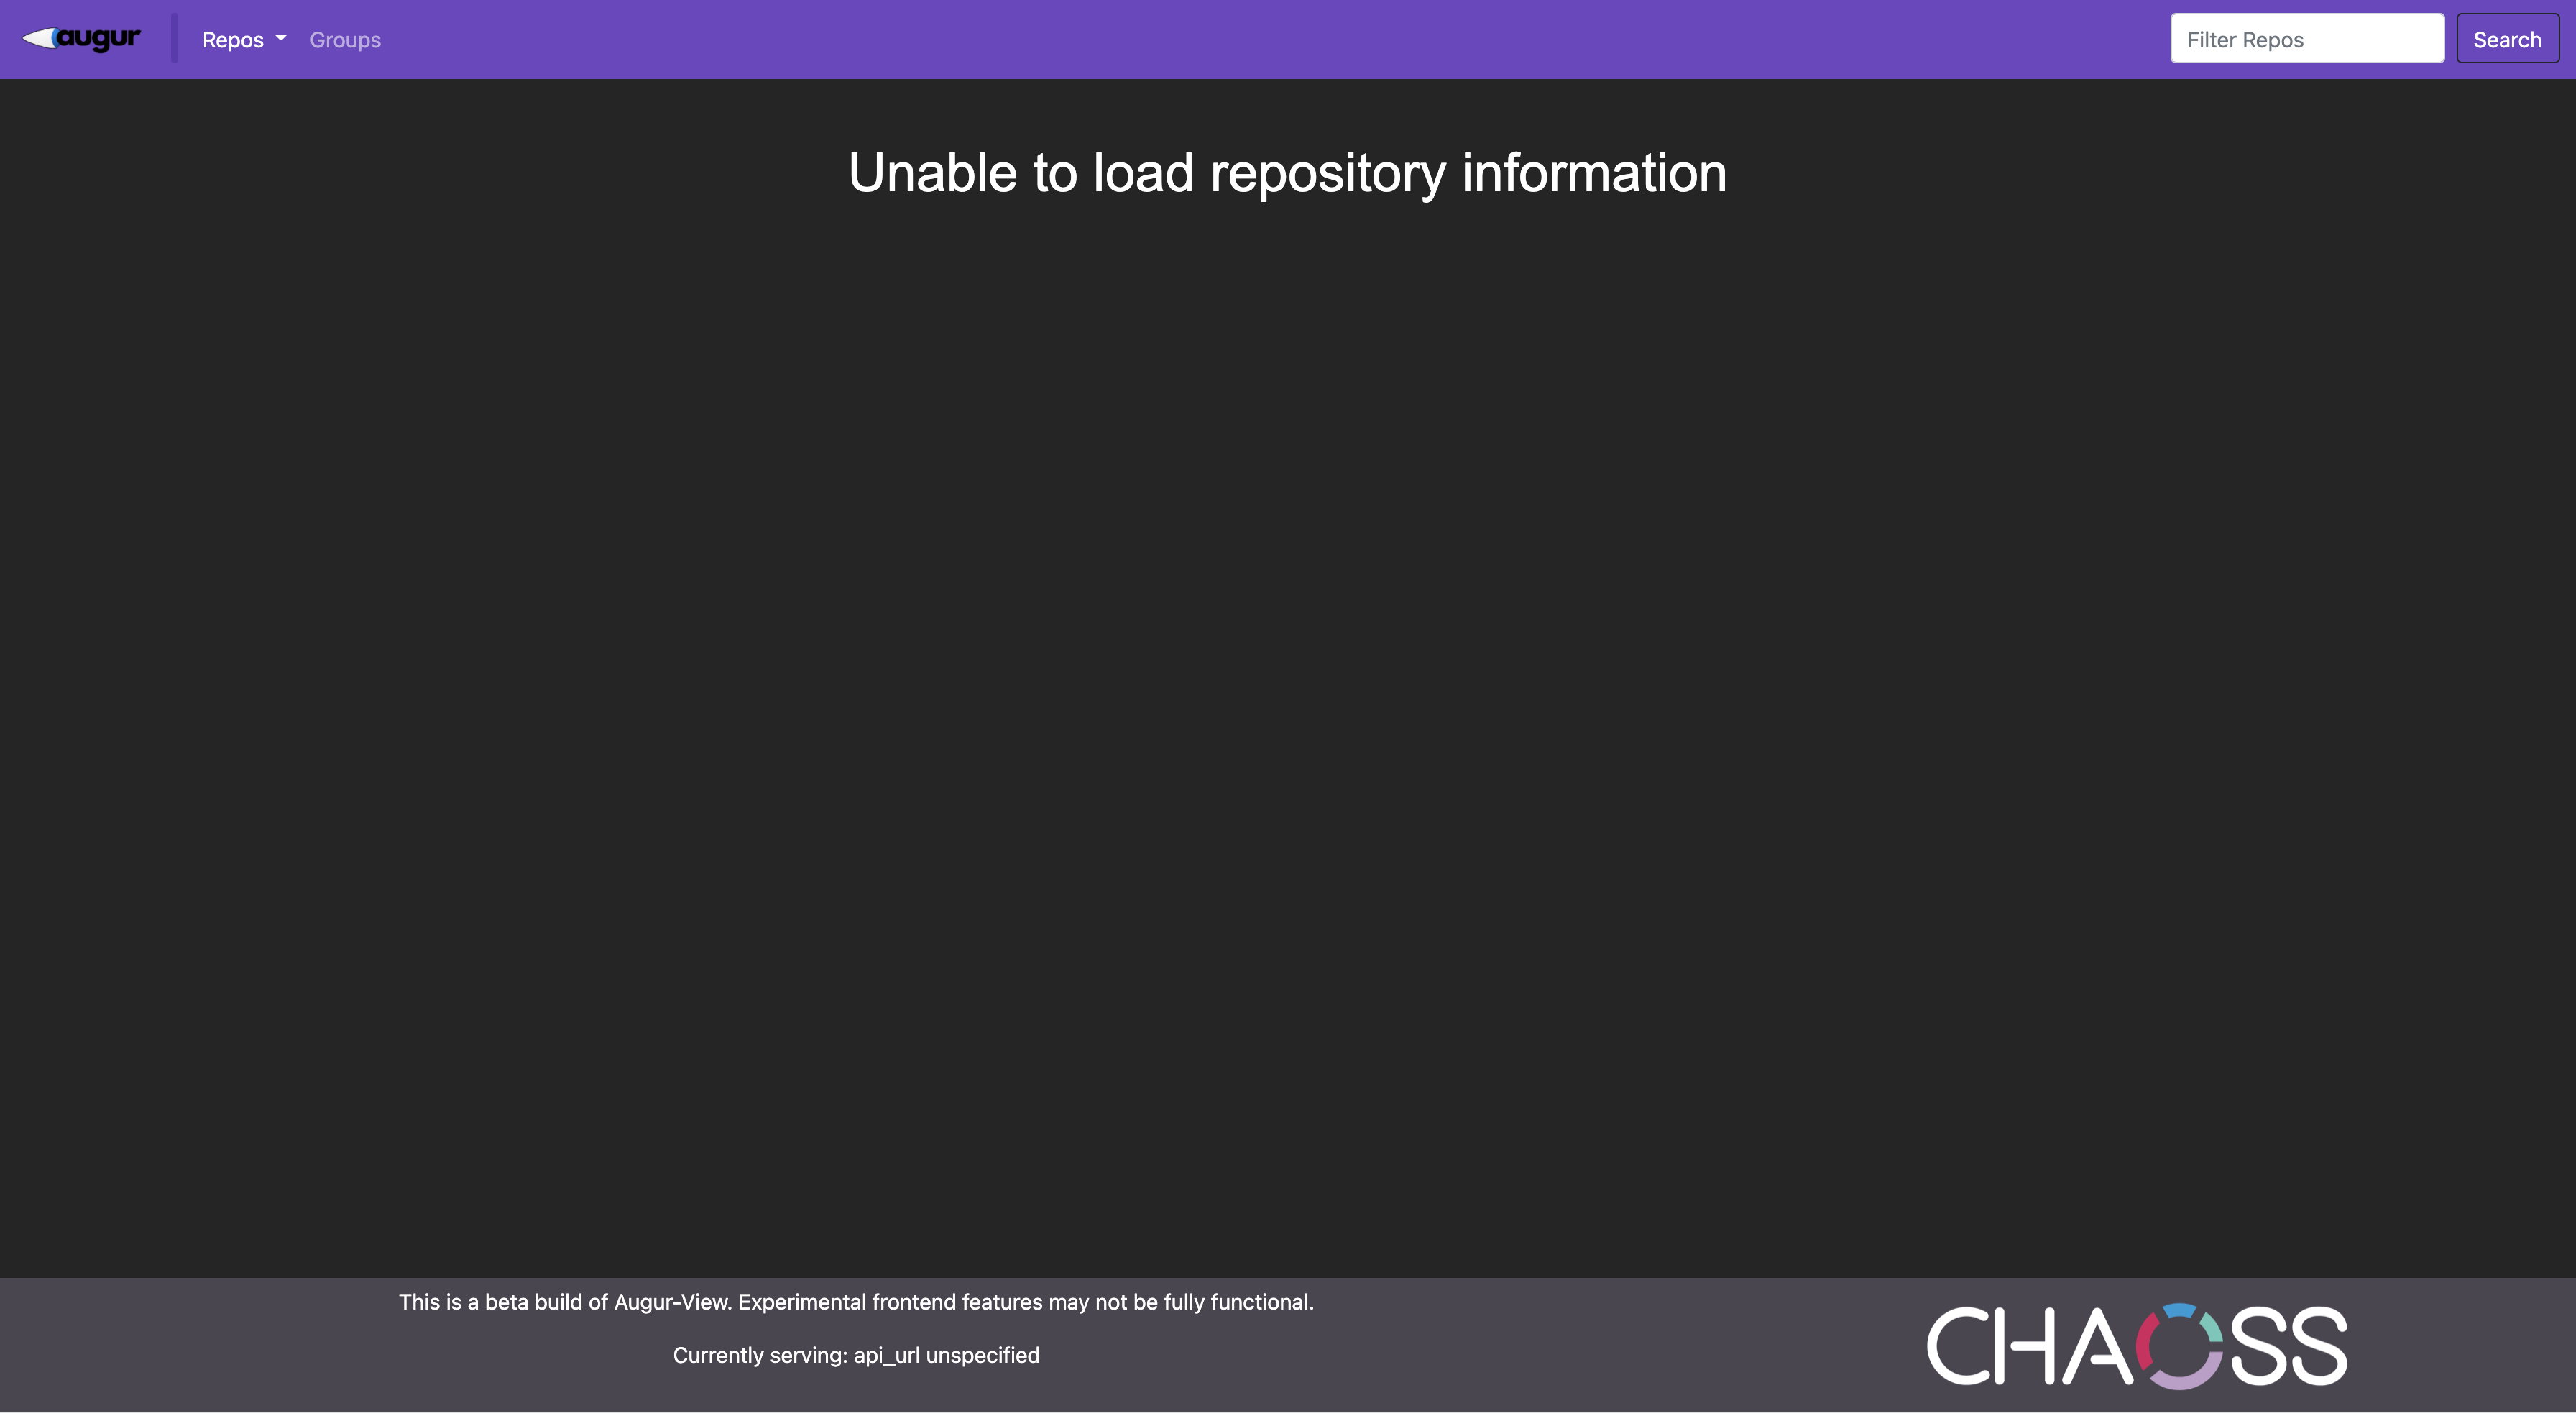 augur
Repos
Groups
Filter Repos
Search
Unable to load repository information
This is a beta build of Augur-View. Experimental frontend features may not be fully functional.
Currently serving: api_url unspecified
CHAOSS